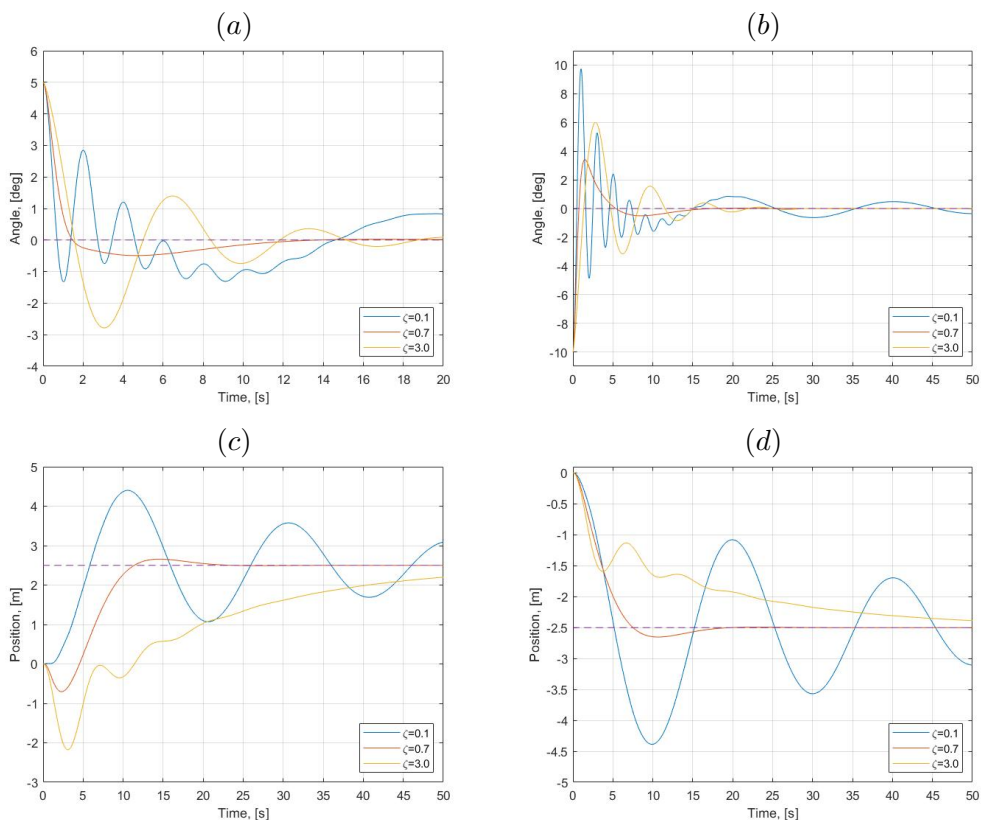 (a)
6
5
4
3
2
1
0
-1
-2
-3
-4
Angle, [deg]
0 2 4 6 8 10 12 14 16 18 20
Time, [s]
ζ=0.1
ζ=0.7
ζ=3.0
(b)
10
8
6
4
2
0
-2
-4
-6
-8
-10
Angle, [deg]
0 5 10 15 20 25 30 35 40 45 50
Time, [s]
ζ=0.1
ζ=0.7
ζ=3.0
(c)
5
4
3
2
1
0
-1
-2
-3
Position, [m]
0 5 10 15 20 25 30 35 40 45 50
Time, [s]
ζ=0.1
ζ=0.7
ζ=3.0
(d)
0
-0.5
-1
-1.5
-2
-2.5
-3
-3.5
-4
-4.5
-5
Position, [m]
0 5 10 15 20 25 30 35 40 45 50
Time, [s]
ζ=0.1
ζ=0.7
ζ=3.0